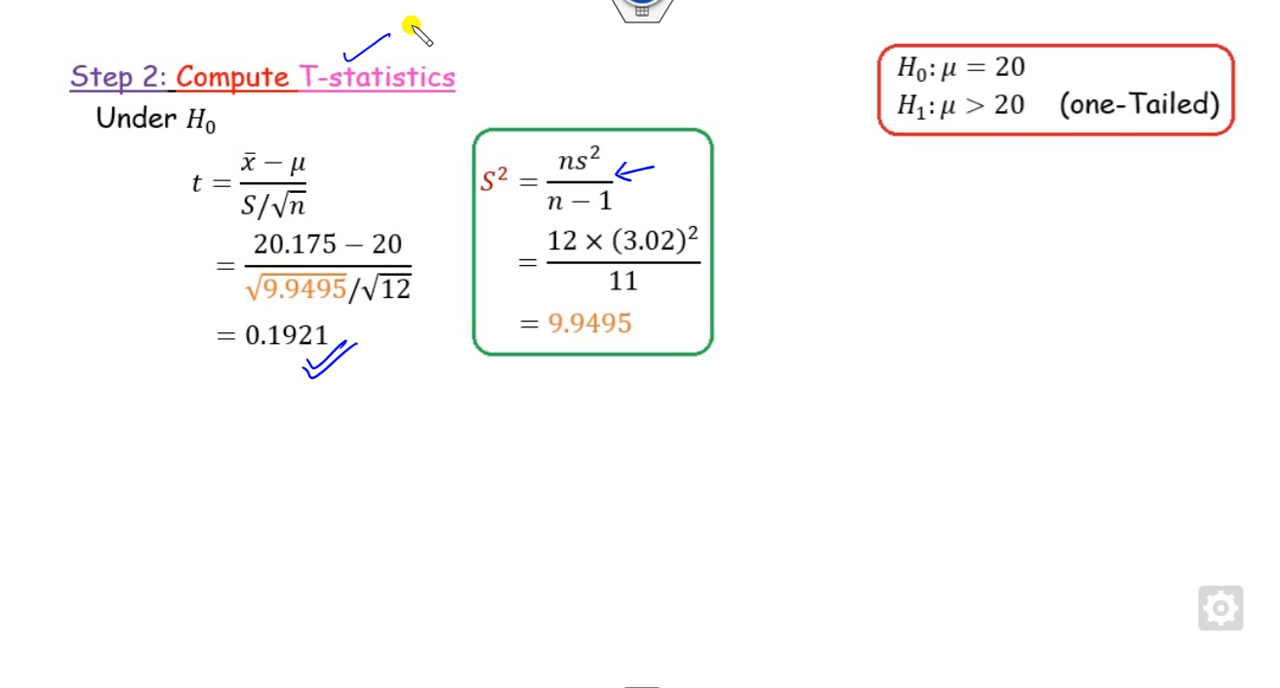 Step 2: Compute T-statistics
Under H₀
t = (x̄ − μ) / (S/√n)
= (20.175 − 20) / (√9.9495/√12)
= 0.1921
S² = ns² / (n − 1)
= 12 × (3.02)² / 11
= 9.9495
H₀: μ = 20
H₁: μ > 20 (one-Tailed)